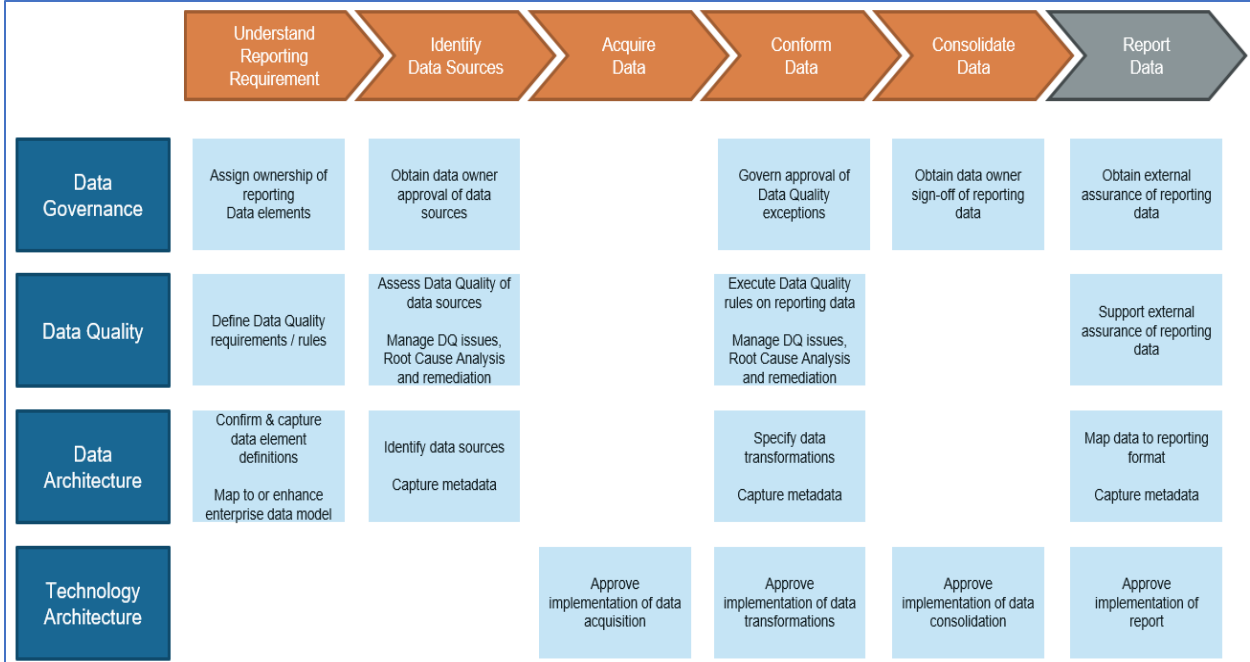 Understand
Reporting
Requirement
Identify
Data Sources
Acquire
Data
Conform
Data
Consolidate
Data
Report
Data
Data
Governance
Assign ownership of
reporting
Data elements
Obtain data owner
approval of data
sources
Govern approval of
Data Quality
exceptions
Obtain data owner
sign-off of reporting
data
Obtain external
assurance of reporting
data
Data Quality
Define Data Quality
requirements / rules
Assess Data Quality of
data sources
Manage DQ issues,
Root Cause Analysis
and remediation
Execute Data Quality
rules on reporting data
Manage DQ issues,
Root Cause Analysis
and remediation
Support external
assurance of reporting
data
Data
Architecture
Confirm & capture
data element
definitions
Map to or enhance
enterprise data model
Identify data sources
Capture metadata
Specify data
transformations
Capture metadata
Map data to reporting
format
Capture metadata
Technology
Architecture
Approve
implementation of data
acquisition
Approve
implementation of data
transformations
Approve
implementation of data
consolidation
Approve
implementation of
report